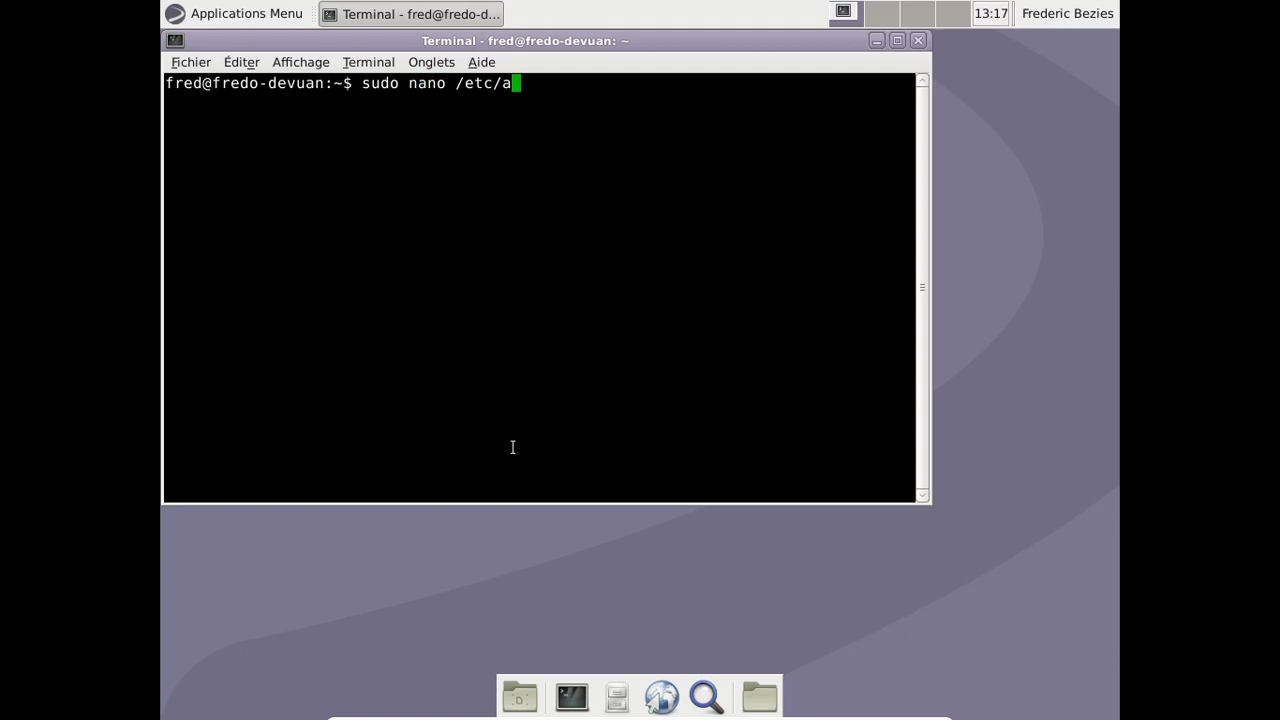 Applications Menu
Terminal - fred@fredo-d...
13:17
Frederic Bezies
Terminal - fred@fredo-devuan: ~
Fichier Éditer Affichage Terminal Onglets Aide
fred@fredo-devuan:~$ sudo nano /etc/a